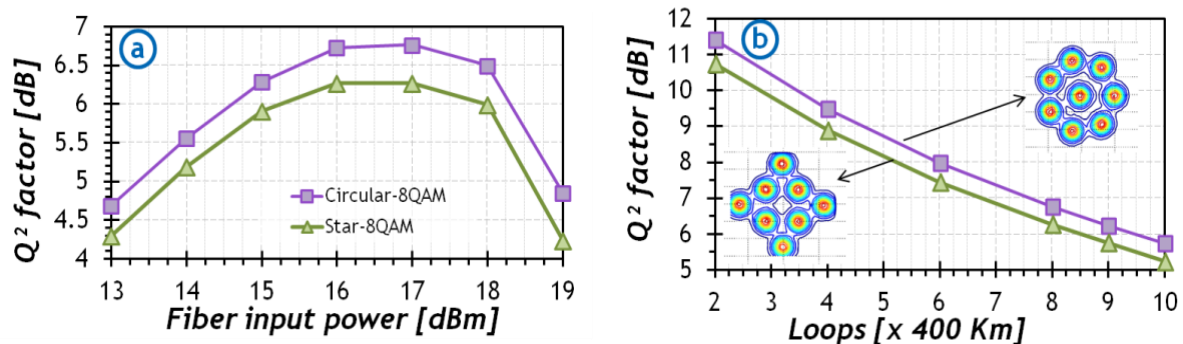 a
Q² factor [dB]
7
6.5
6
5.5
5
4.5
4
Circular-8QAM
Star-8QAM
13 14 15 16 17 18 19
Fiber input power [dBm]
b
Q² factor [dB]
12
11
10
9
8
7
6
5
2 3 4 5 6 7 8 9 10
Loops [x 400 Km]